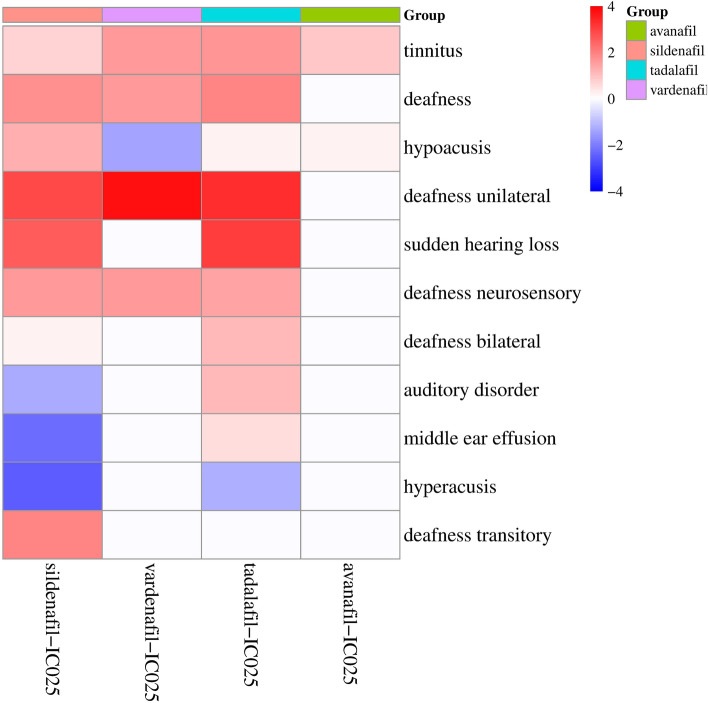 Group
tinnitus
deafness
hypoacusis
deafness unilateral
sudden hearing loss
deafness neurosensory
deafness bilateral
auditory disorder
middle ear effusion
hyperacusis
deafness transitory
sildenafil−IC025
vardenafil−IC025
tadalafil−IC025
avanafil−IC025
4
2
0
−2
−4
Group
avanafil
sildenafil
tadalafil
vardenafil